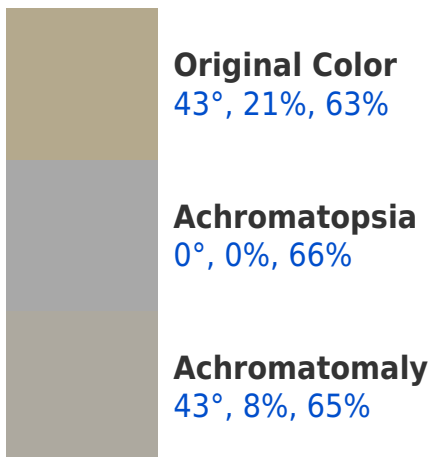 Original Color
43°, 21%, 63%
Achromatopsia
0°, 0%, 66%
Achromatomaly
43°, 8%, 65%